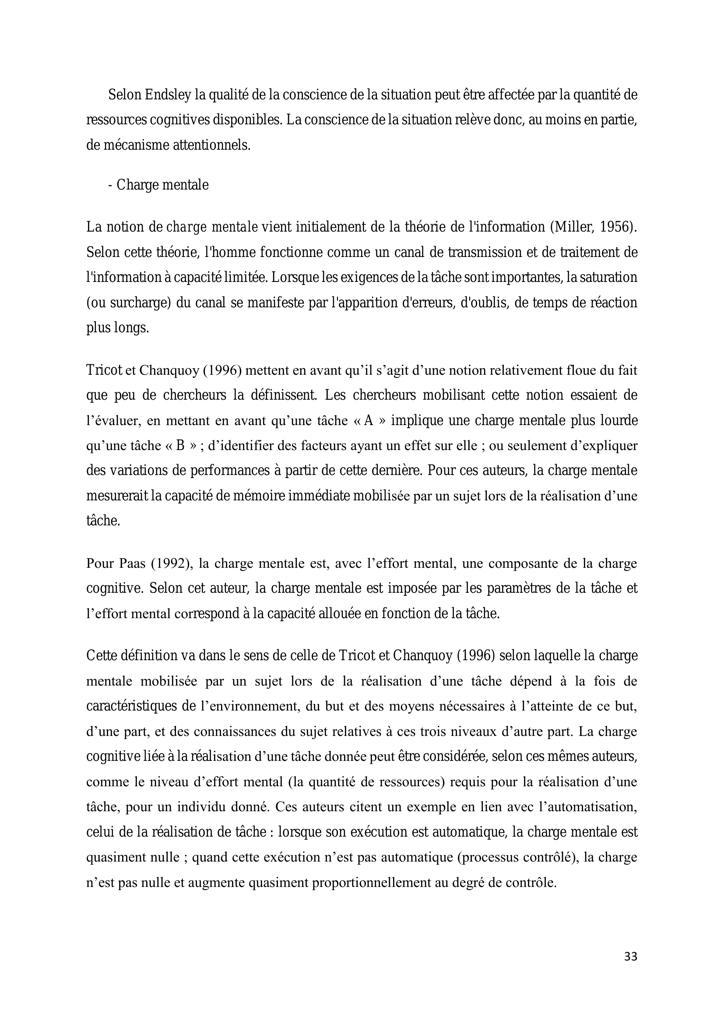 Selon Endsley la qualité de la conscience de la situation peut être affectée par la quantité de
ressources cognitives disponibles. La conscience de la situation relève donc, au moins en partie,
de mécanisme attentionnels.
- Charge mentale
La notion de charge mentale vient initialement de la théorie de l'information (Miller, 1956).
Selon cette théorie, l'homme fonctionne comme un canal de transmission et de traitement de
l'information à capacité limitée. Lorsque les exigences de la tâche sont importantes, la saturation
(ou surcharge) du canal se manifeste par l'apparition d'erreurs, d'oublis, de temps de réaction
plus longs.
Tricot et Chanquoy (1996) mettent en avant qu’il s’agit d’une notion relativement floue du fait
que peu de chercheurs la définissent. Les chercheurs mobilisant cette notion essaient de
l’évaluer, en mettant en avant qu’une tâche « A » implique une charge mentale plus lourde
qu’une tâche « B » ; d’identifier des facteurs ayant un effet sur elle ; ou seulement d’expliquer
des variations de performances à partir de cette dernière. Pour ces auteurs, la charge mentale
mesurerait la capacité de mémoire immédiate mobilisée par un sujet lors de la réalisation d’une
tâche.
Pour Paas (1992), la charge mentale est, avec l’effort mental, une composante de la charge
cognitive. Selon cet auteur, la charge mentale est imposée par les paramètres de la tâche et
l’effort mental correspond à la capacité allouée en fonction de la tâche.
Cette définition va dans le sens de celle de Tricot et Chanquoy (1996) selon laquelle la charge
mentale mobilisée par un sujet lors de la réalisation d’une tâche dépend à la fois de
caractéristiques de l’environnement, du but et des moyens nécessaires à l’atteinte de ce but,
d’une part, et des connaissances du sujet relatives à ces trois niveaux d’autre part. La charge
cognitive liée à la réalisation d’une tâche donnée peut être considérée, selon ces mêmes auteurs,
comme le niveau d’effort mental (la quantité de ressources) requis pour la réalisation d’une
tâche, pour un individu donné. Ces auteurs citent un exemple en lien avec l’automatisation,
celui de la réalisation de tâche : lorsque son exécution est automatique, la charge mentale est
quasiment nulle ; quand cette exécution n’est pas automatique (processus contrôlé), la charge
n’est pas nulle et augmente quasiment proportionnellement au degré de contrôle.
33